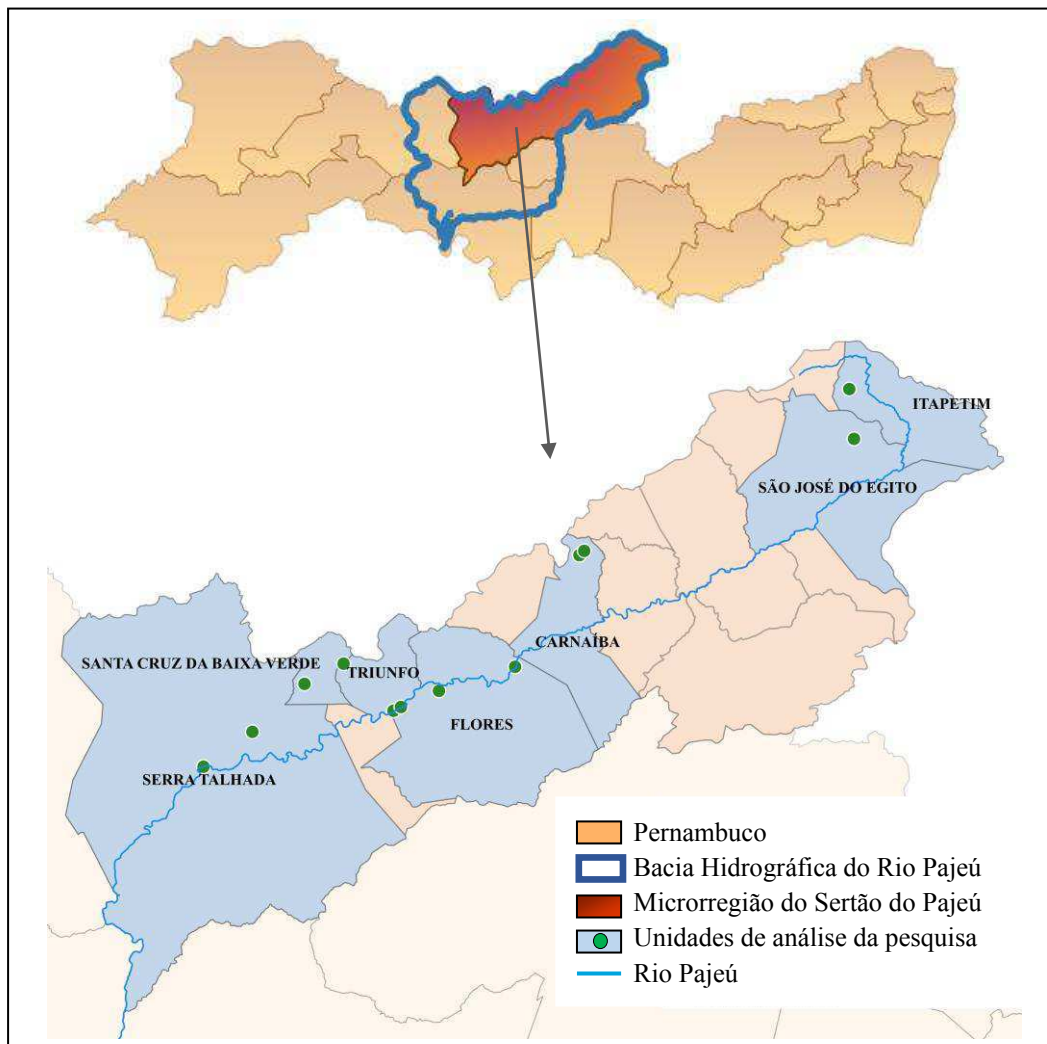 ITAPETIM
SÃO JOSÉ DO EGITO
CARNAÍBA
SANTA CRUZ DA BAIXA VERDE
TRIUNFO
FLORES
SERRA TALHADA
Pernambuco
Bacia Hidrográfica do Rio Pajeú
Microrregião do Sertão do Pajeú
Unidades de análise da pesquisa
Rio Pajeú